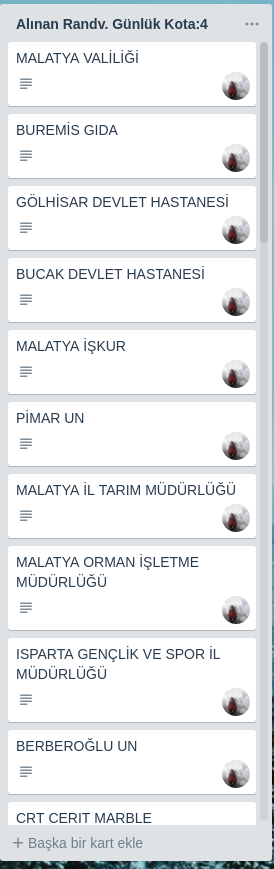 Alınan Randv. Günlük Kota:4
MALATYA VALİLİĞİ
BUREMİS GIDA
GÖLHİSAR DEVLET HASTANESİ
BUCAK DEVLET HASTANESİ
MALATYA İŞKUR
PİMAR UN
MALATYA İL TARIM MÜDÜRLÜĞÜ
MALATYA ORMAN İŞLETME
MÜDÜRLÜĞÜ
ISPARTA GENÇLİK VE SPOR İL
MÜDÜRLÜĞÜ
BERBEROĞLU UN
CRT CERIT MARBLE
Başka bir kart ekle